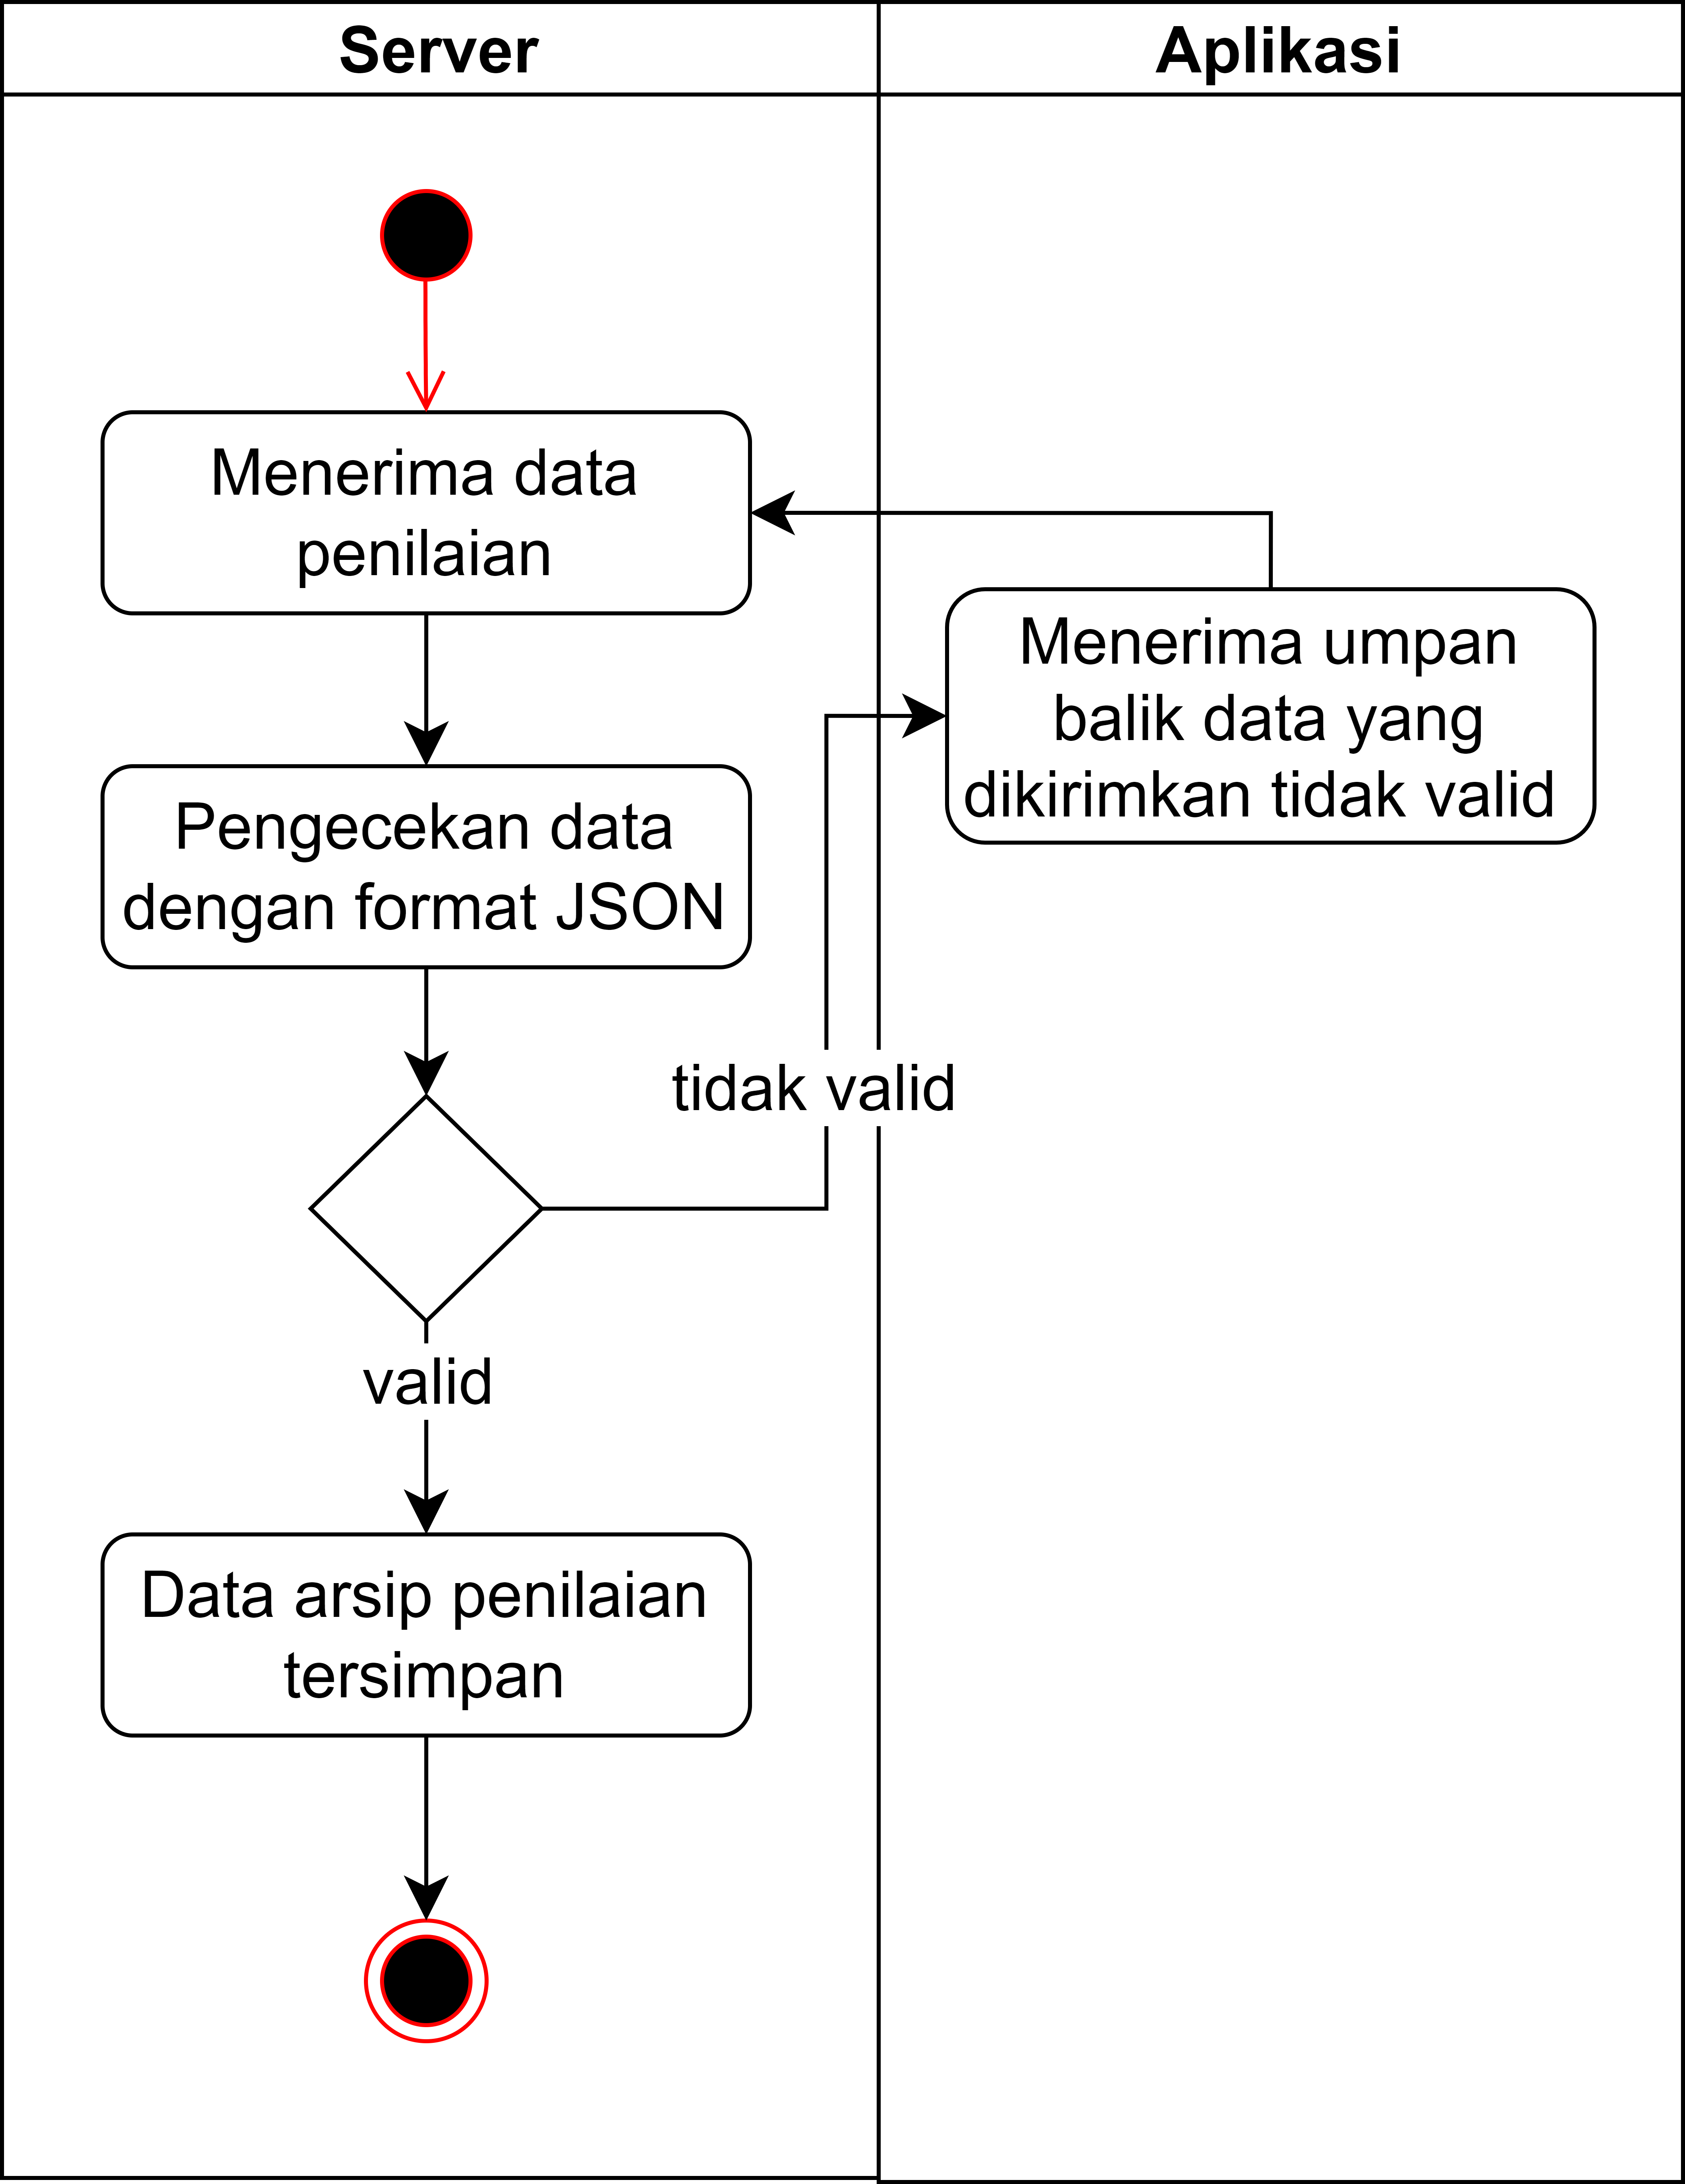 Server
Aplikasi
Menerima data
penilaian
Menerima umpan
balik data yang
dikirimkan tidak valid
Pengecekan data
dengan format JSON
tidak valid
valid
Data arsip penilaian
tersimpan